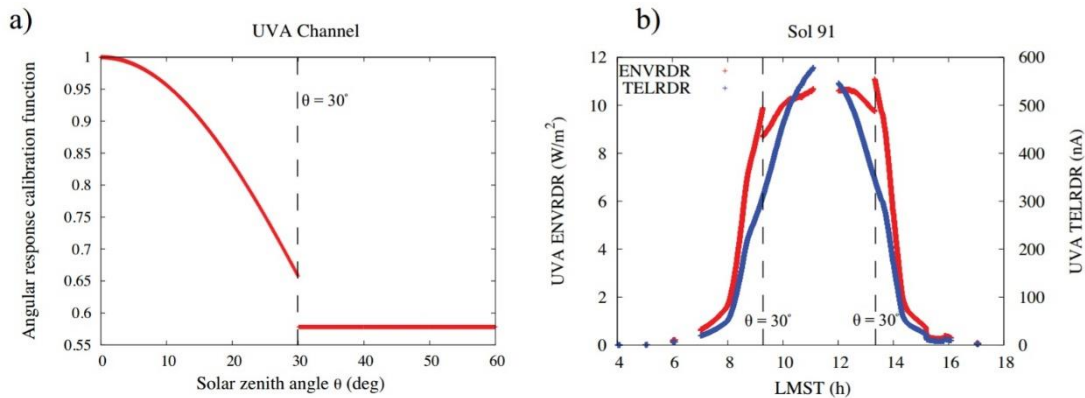 a)
UVA Channel
Angular response calibration function
1
0.95
0.9
0.85
0.8
0.75
0.7
0.65
0.6
0.55
θ = 30°
0 10 20 30 40 50 60
Solar zenith angle θ (deg)
b)
Sol 91
UVA ENVRDR (W/m²)
12
10
8
6
4
2
0
ENVRDR
TELRDR
θ = 30° θ = 30°
600
500
400
300
200
100
0
UVA TELRDR (nA)
4 6 8 10 12 14 16 18
LMST (h)